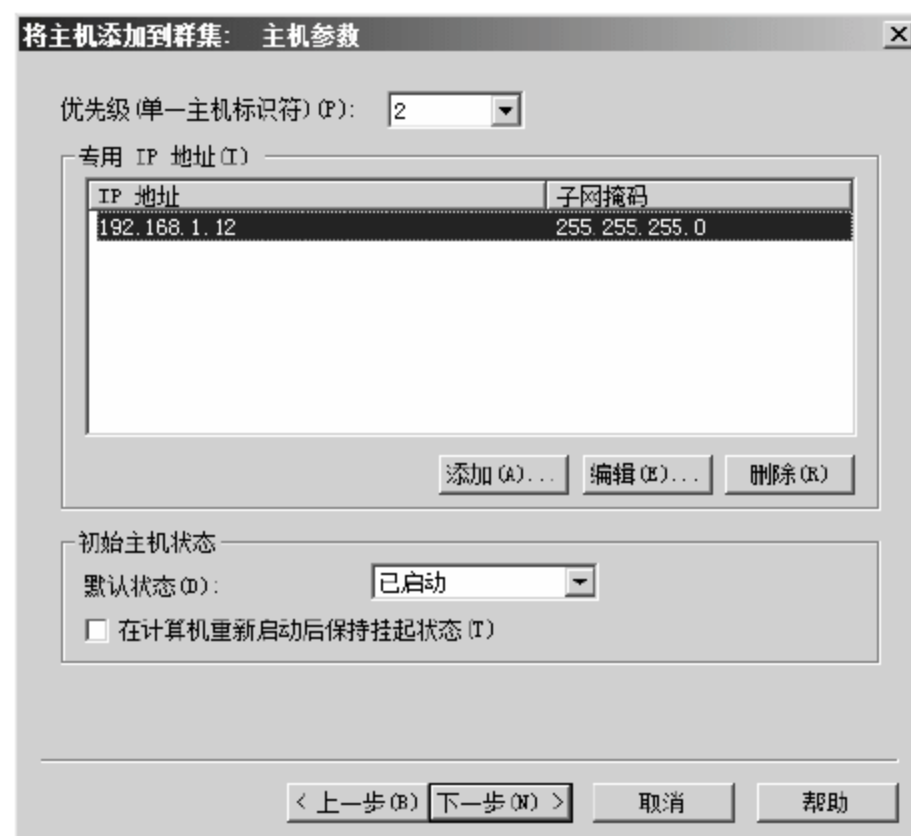 将主机添加到群集: 主机参数
优先级(单一主机标识符)(P): 2
专用 IP 地址(I)
IP 地址 子网掩码
192.168.1.12 255.255.255.0
添加(A)... 编辑(E)... 删除(R)
初始主机状态
默认状态(D): 已启动
在计算机重新启动后保持挂起状态(T)
< 上一步(B) 下一步(N) > 取消 帮助